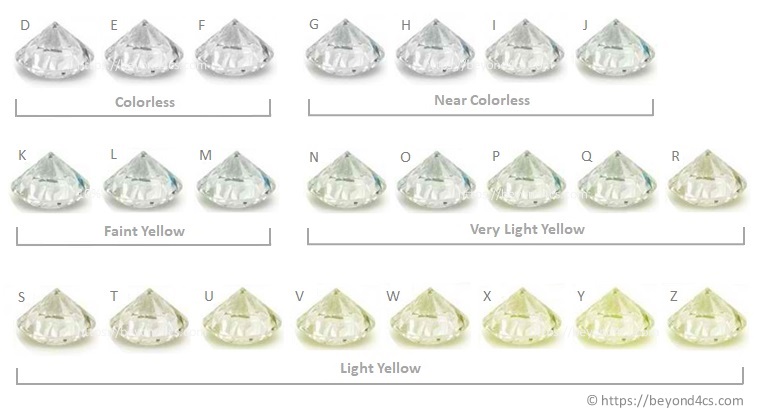 D E F G H I J
Colorless Near Colorless
K L M N O P Q R
Faint Yellow Very Light Yellow
S T U V W X Y Z
Light Yellow
© https://beyond4cs.com